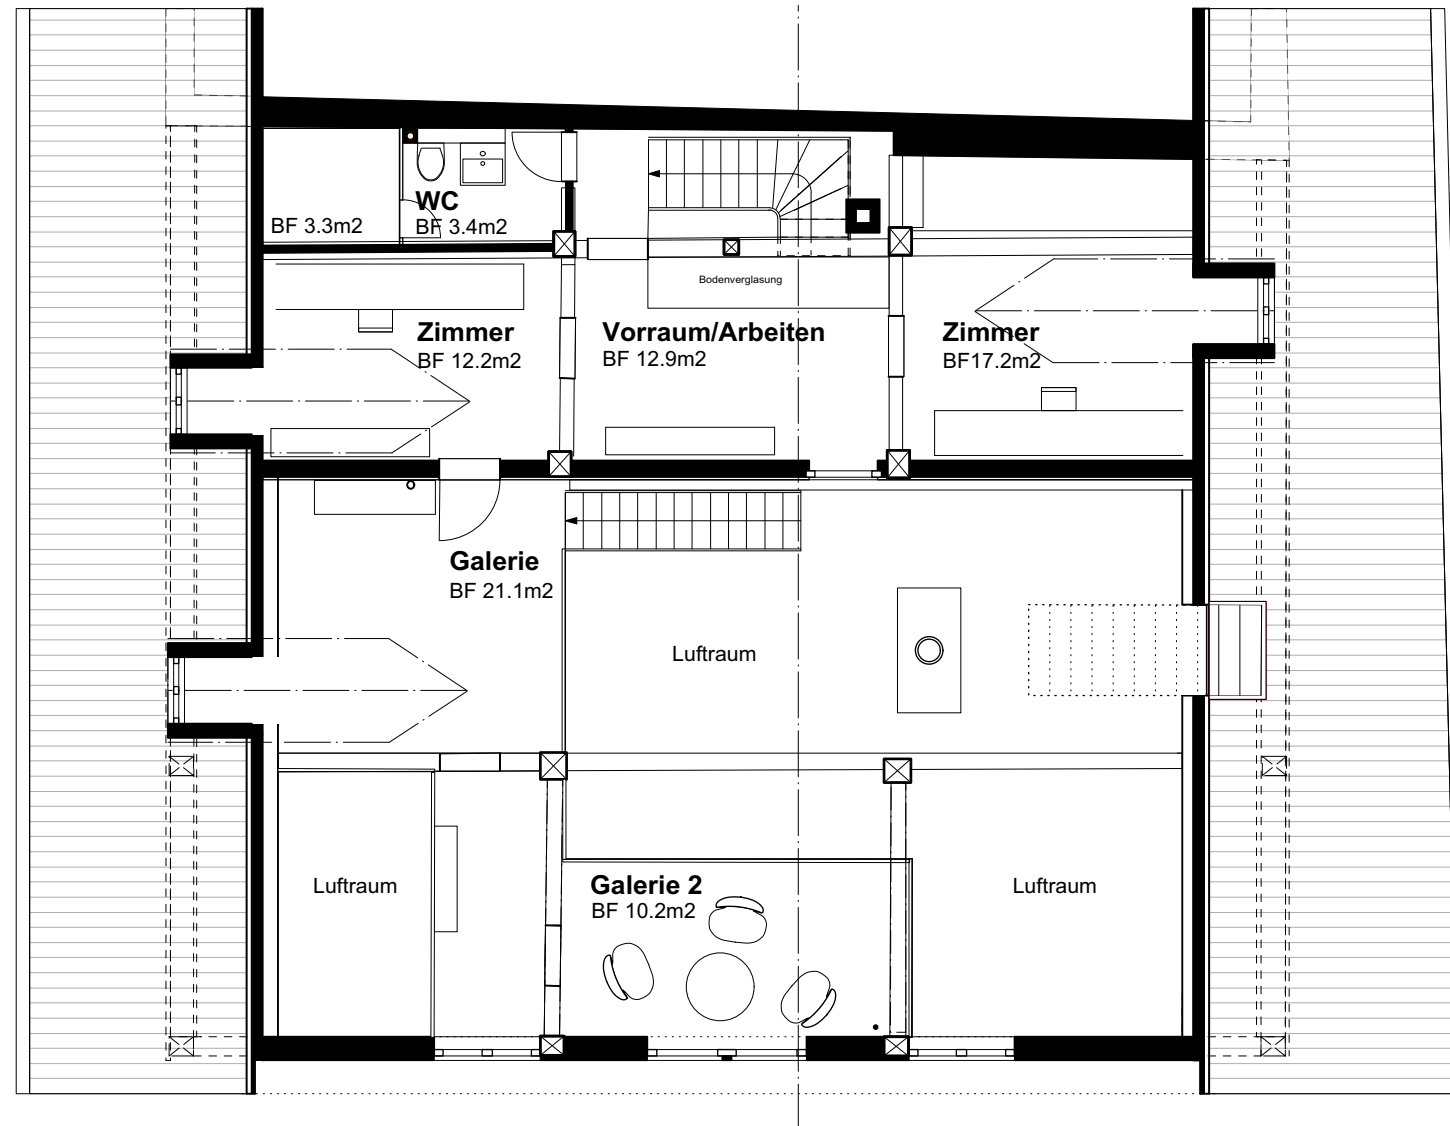 WC
BF 3.3m2
BF 3.4m2
Bodenverglasung
Zimmer
BF 12.2m2
Vorraum/Arbeiten
BF 12.9m2
Zimmer
BF17.2m2
Galerie
BF 21.1m2
Luftraum
Luftraum
Galerie 2
BF 10.2m2
Luftraum